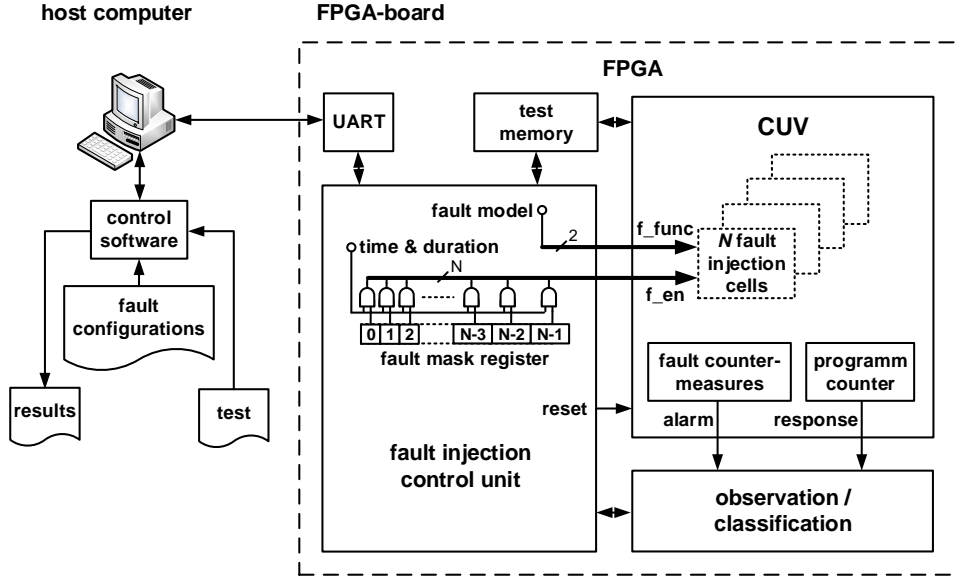 host computer
FPGA-board
FPGA
UART
test
memory
CUV
control
software
fault model
2
f_func
time & duration
N
f_en
N fault
injection
cells
fault
configurations
0 1 2 N-3 N-2 N-1
fault mask register
results
test
fault counter-
measures
programm
counter
reset
alarm
response
fault injection
control unit
observation /
classification